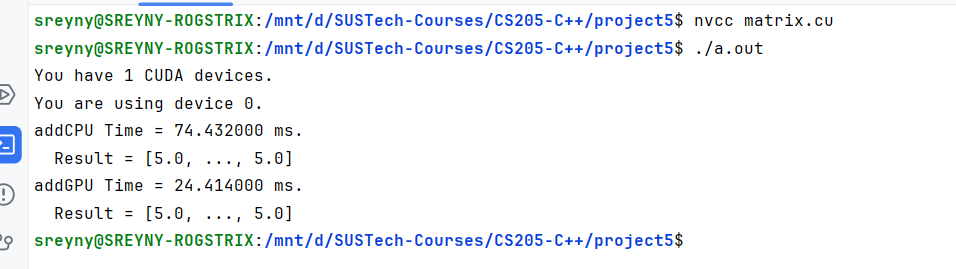 sreyny@SREYNY-ROGSTRIX:/mnt/d/SUSTech-Courses/CS205-C++/project5$ nvcc matrix.cu
sreyny@SREYNY-ROGSTRIX:/mnt/d/SUSTech-Courses/CS205-C++/project5$ ./a.out
You have 1 CUDA devices.
You are using device 0.
addCPU Time = 74.432000 ms.
  Result = [5.0, ..., 5.0]
addGPU Time = 24.414000 ms.
  Result = [5.0, ..., 5.0]
sreyny@SREYNY-ROGSTRIX:/mnt/d/SUSTech-Courses/CS205-C++/project5$